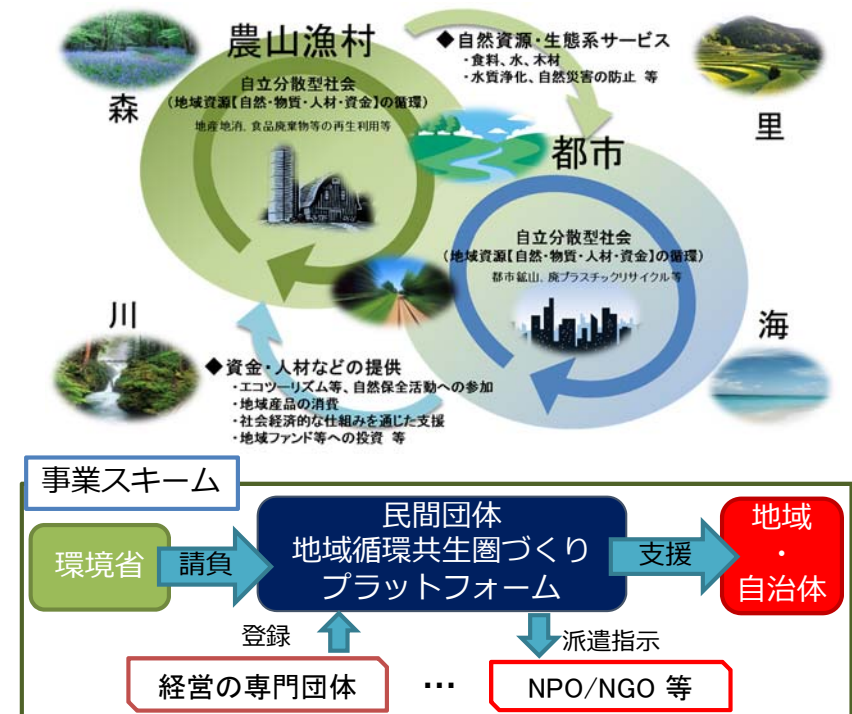 農山漁村
自立分散型社会
(地域資源【自然・物質・人材・資金】の循環)
地産地消、食品廃棄物等の再生利用等
森
◆自然資源・生態系サービス
・食料、水、木材
・水質浄化、自然災害の防止 等
里
都市
自立分散型社会
(地域資源【自然・物質・人材・資金】の循環)
都市鉱山、廃プラスチックリサイクル等
川
海
◆資金・人材などの提供
・エコツーリズム等、自然保全活動への参加
・地域産品の消費
・社会経済的な仕組みを通じた支援
・地域ファンド等への投資 等
事業スキーム
環境省
請負
民間団体
地域循環共生圏づくり
プラットフォーム
支援
地域
・
自治体
登録
派遣指示
経営の専門団体
…
NPO/NGO 等